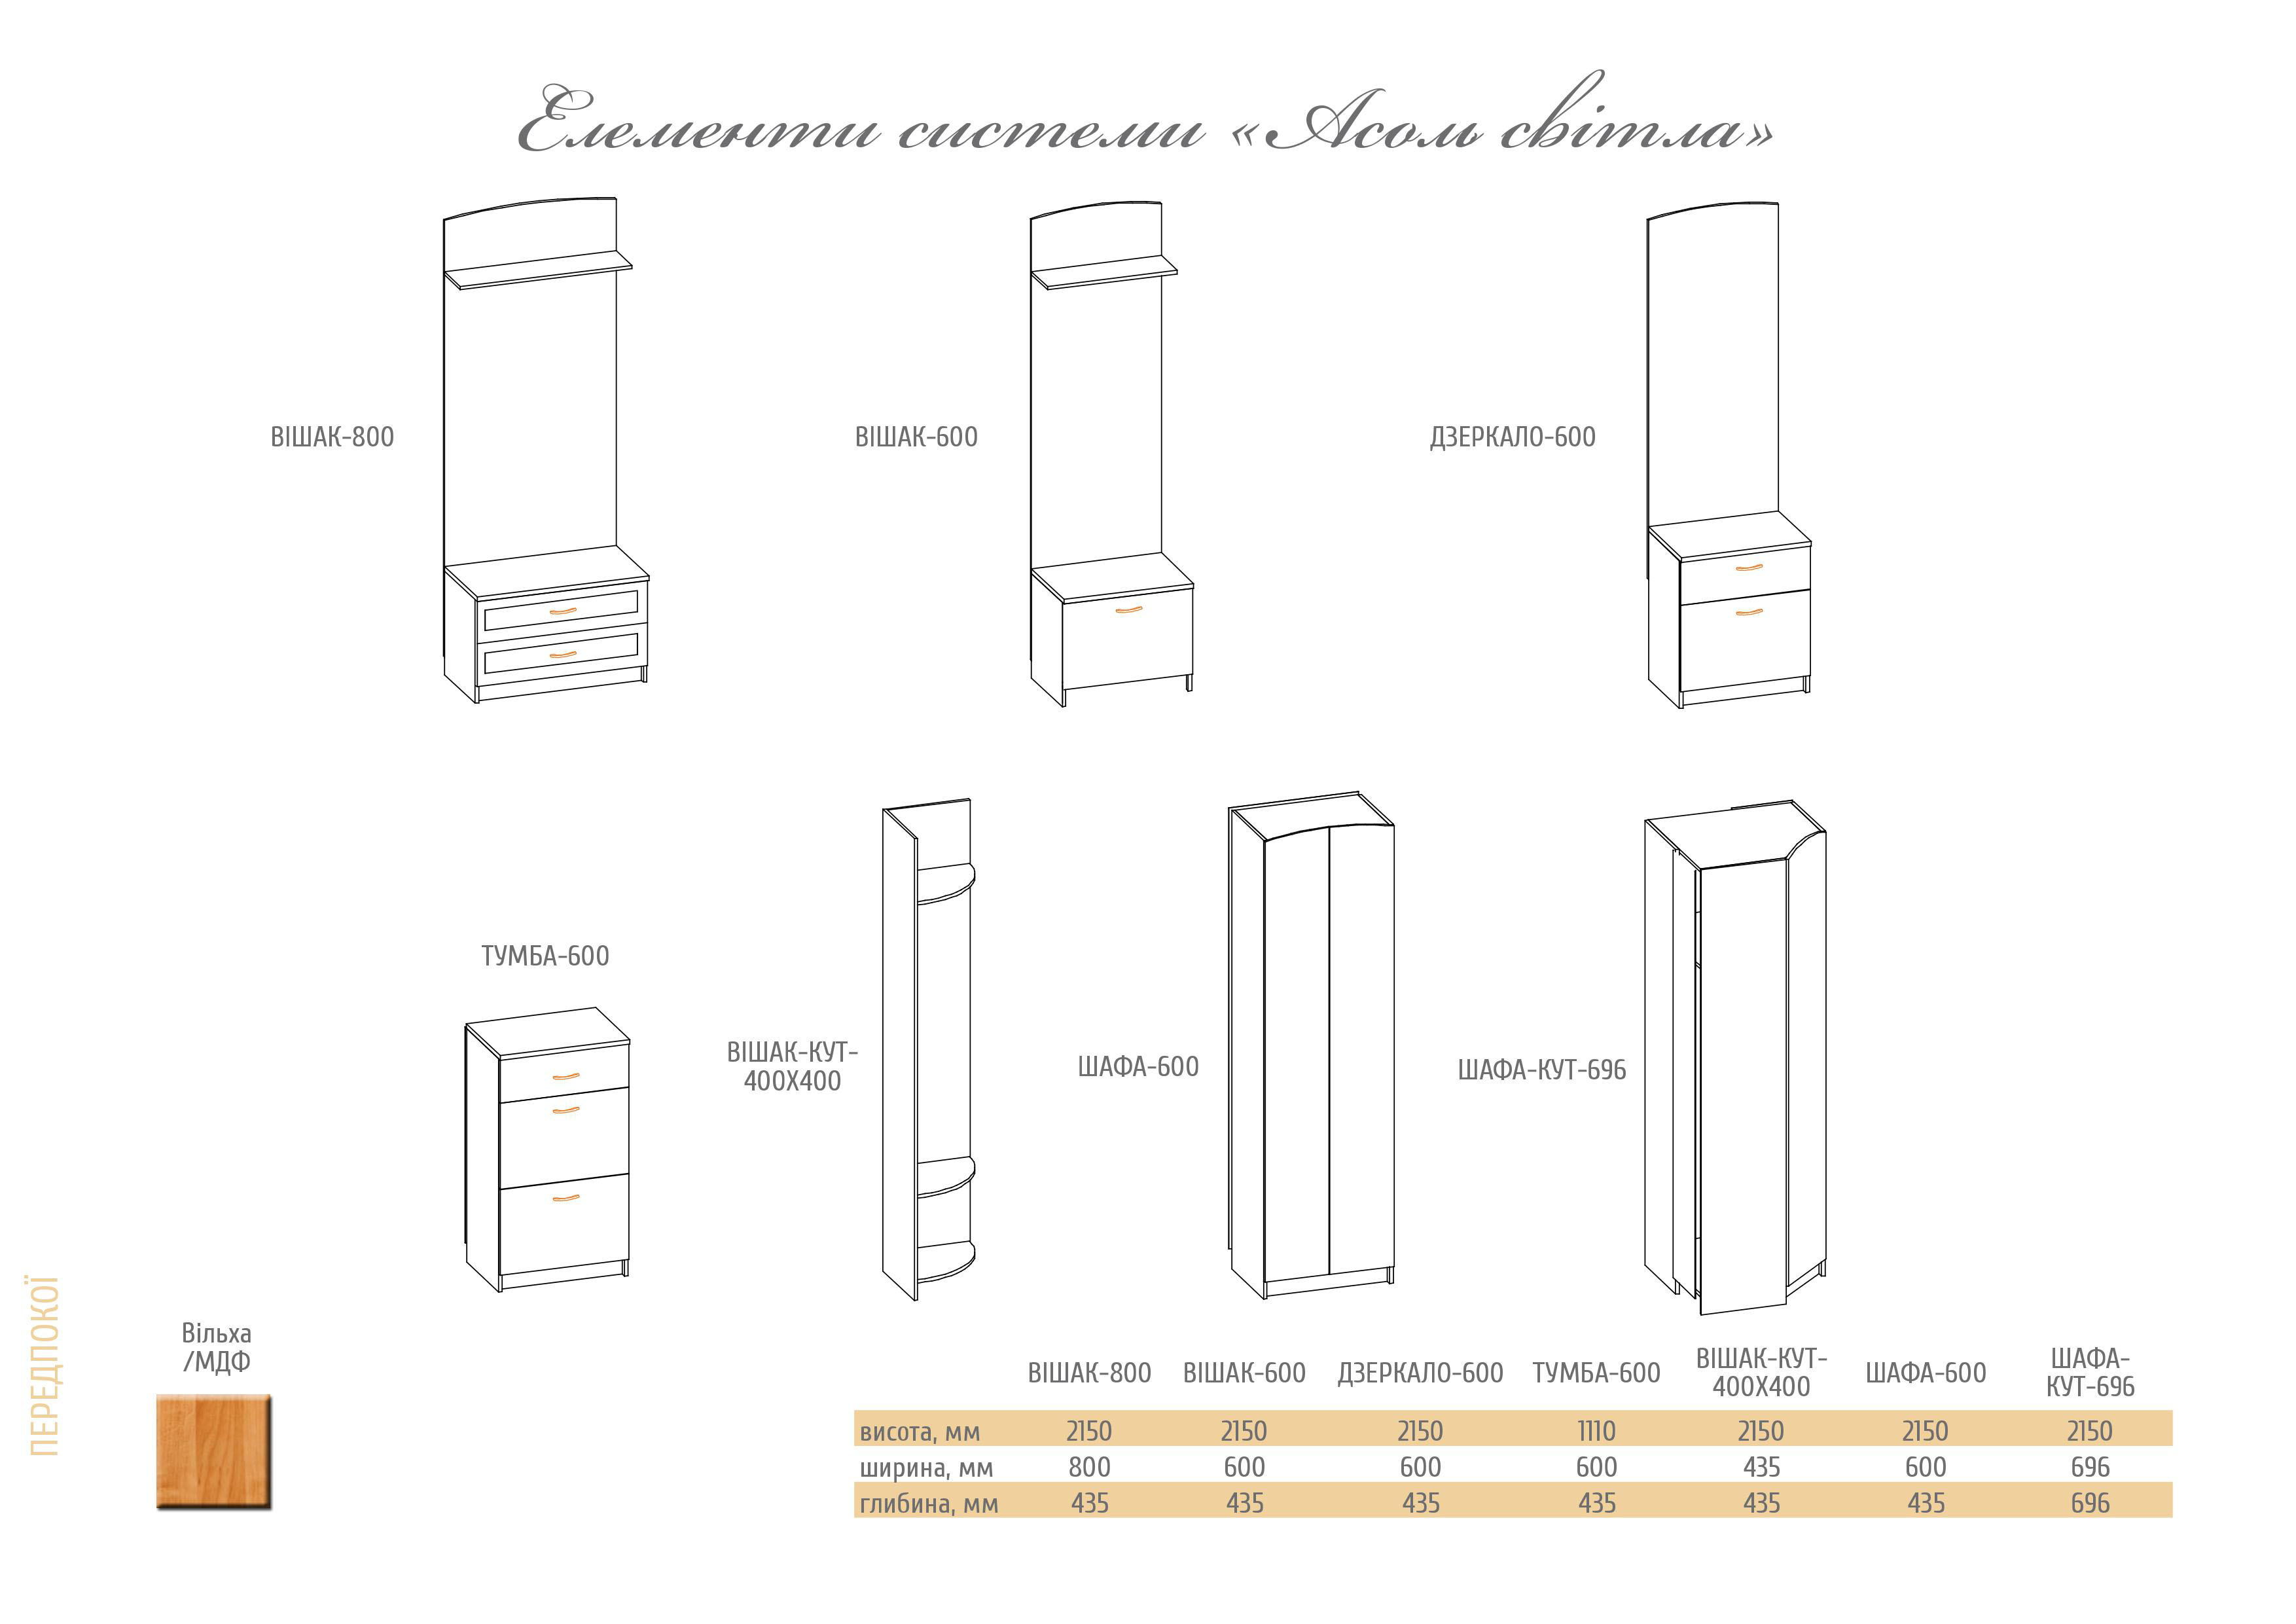 Елементи системи «Асоль світла»
ВІШАК-800
ВІШАК-600
ДЗЕРКАЛО-600
ТУМБА-600
ВІШАК-КУТ-
400Х400
ШАФА-600
ШАФА-КУТ-696
ПЕРЕДПОКОЇ
Вільха
/МДФ
ВІШАК-800 ВІШАК-600 ДЗЕРКАЛО-600 ТУМБА-600 ВІШАК-КУТ-400Х400 ШАФА-600 ШАФА-КУТ-696
висота, мм 2150 2150 2150 1110 2150 2150 2150
ширина, мм 800 600 600 600 435 600 696
глибина, мм 435 435 435 435 435 435 696